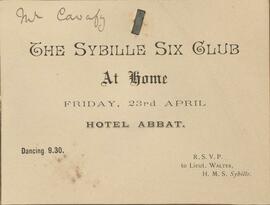 Mr Cavafy
THE SYBILLE SIX CLUB
At Home
FRIDAY, 23rd APRIL
HOTEL ABBAT.
Dancing 9.30.
R.S.V.P.
to Lieut. WALTER,
H. M. S. Sybille.